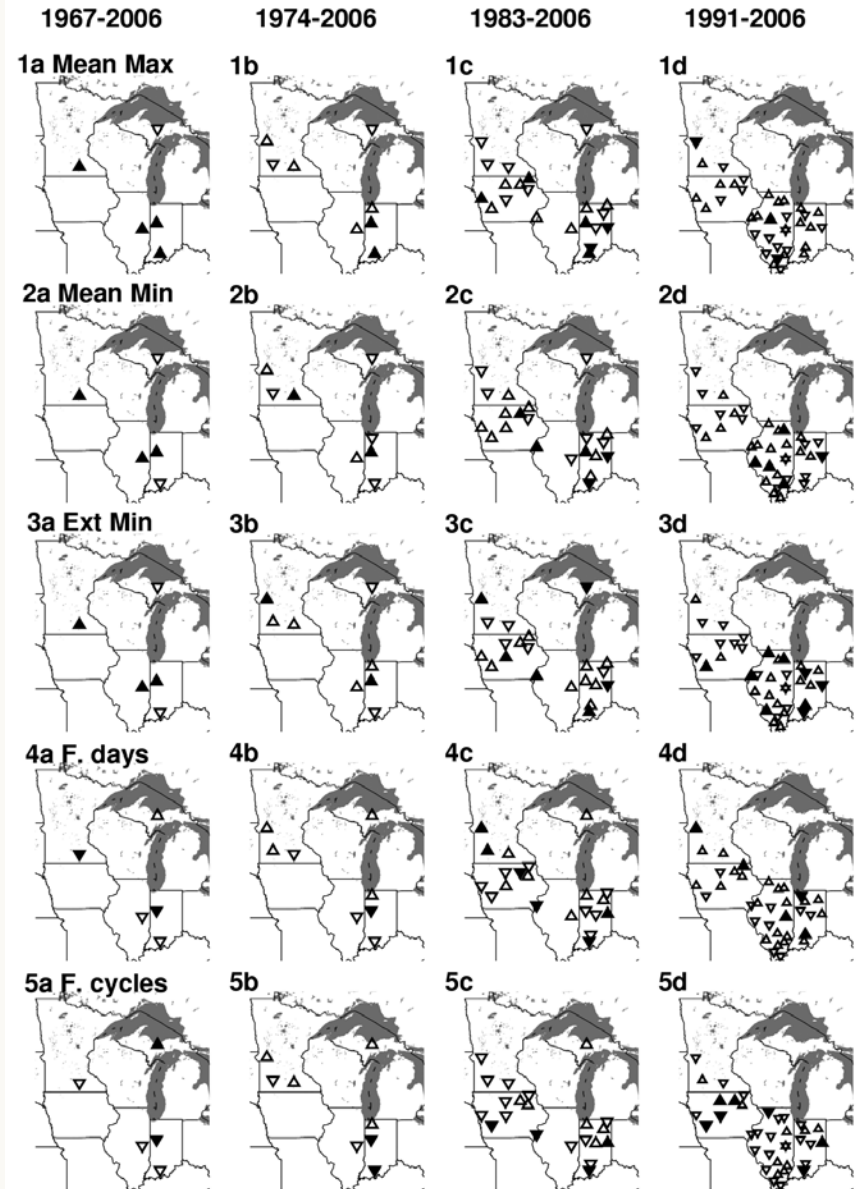 1967-2006 1974-2006 1983-2006 1991-2006
1a Mean Max 1b 1c 1d
2a Mean Min 2b 2c 2d
3a Ext Min 3b 3c 3d
4a F. days 4b 4c 4d
5a F. cycles 5b 5c 5d